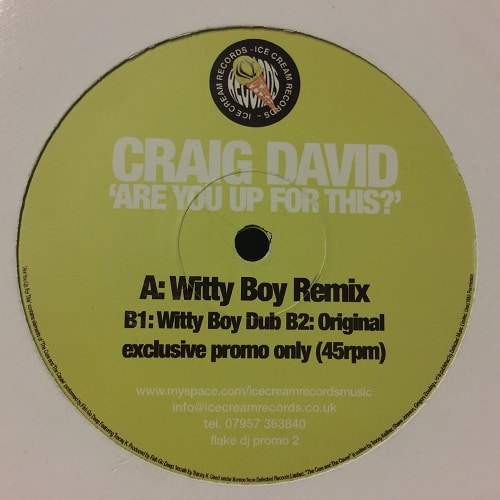 ICE CREAM RECORDS - ICE CREAM RECORDS -
RECORDS
CRAIG DAVID
'ARE YOU UP FOR THIS?'
A: Witty Boy Remix
B1: Witty Boy Dub B2: Original
exclusive promo only (45rpm)
www.myspace.com/icecreamrecordsmusic
info@icecreamrecords.co.uk
tel. 07957 363840
flake dj promo 2